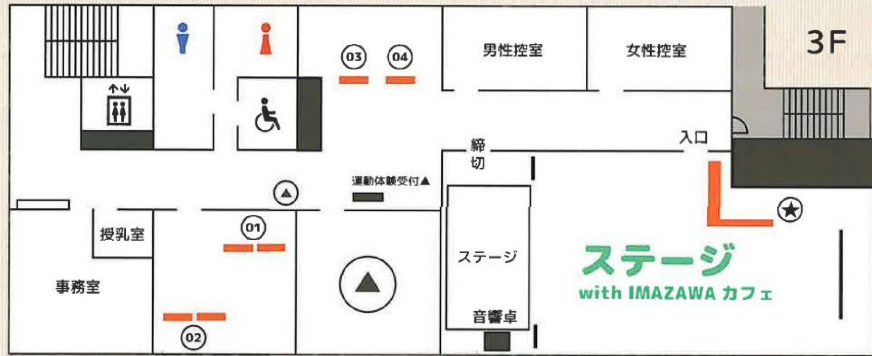 3F
03
04
男性控室
女性控室
入口
締切
運動体験受付▲
▲
01
授乳室
事務室
02
▲
ステージ
音響卓
ステージ
with IMAZAWA カフェ
★